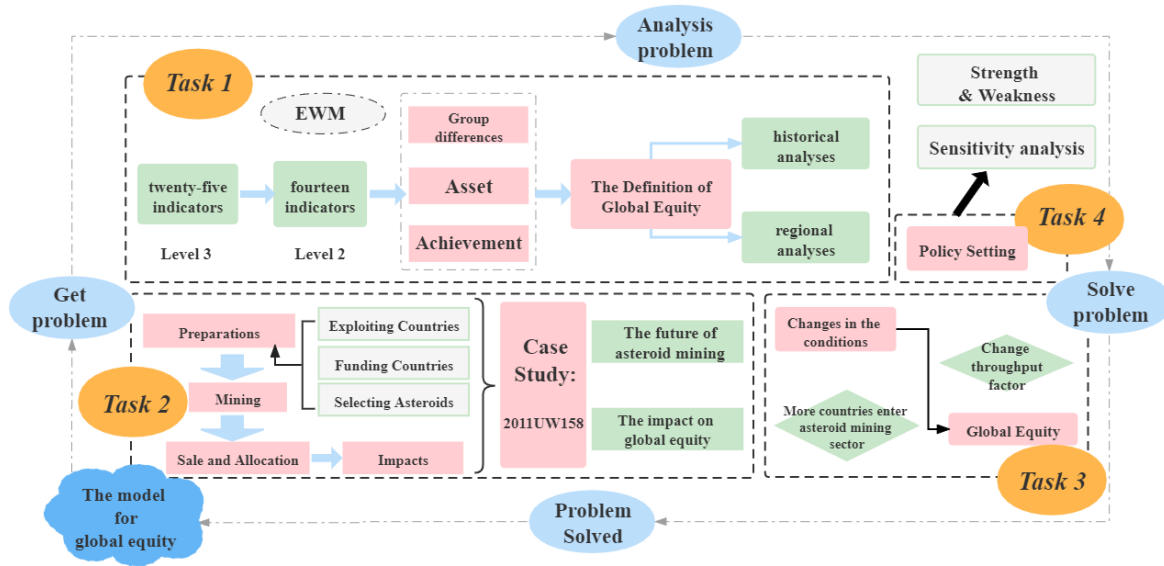 Analysis
problem
Task 1
EWM
Group
differences
Asset
Achievement
twenty-five
indicators
fourteen
indicators
Level 3
Level 2
The Definition of
Global Equity
historical
analyses
regional
analyses
Strength
& Weakness
Sensitivity analysis
Task 4
Policy Setting
Get
problem
Solve
problem
Preparations
Mining
Sale and Allocation
Impacts
Exploiting Countries
Funding Countries
Selecting Asteroids
Task 2
Case
Study:
2011UW158
The future of
asteroid mining
The impact on
global equity
Changes in the
conditions
Change
throughput
factor
More countries enter
asteroid mining
sector
Global Equity
Task 3
The model
for
global equity
Problem
Solved